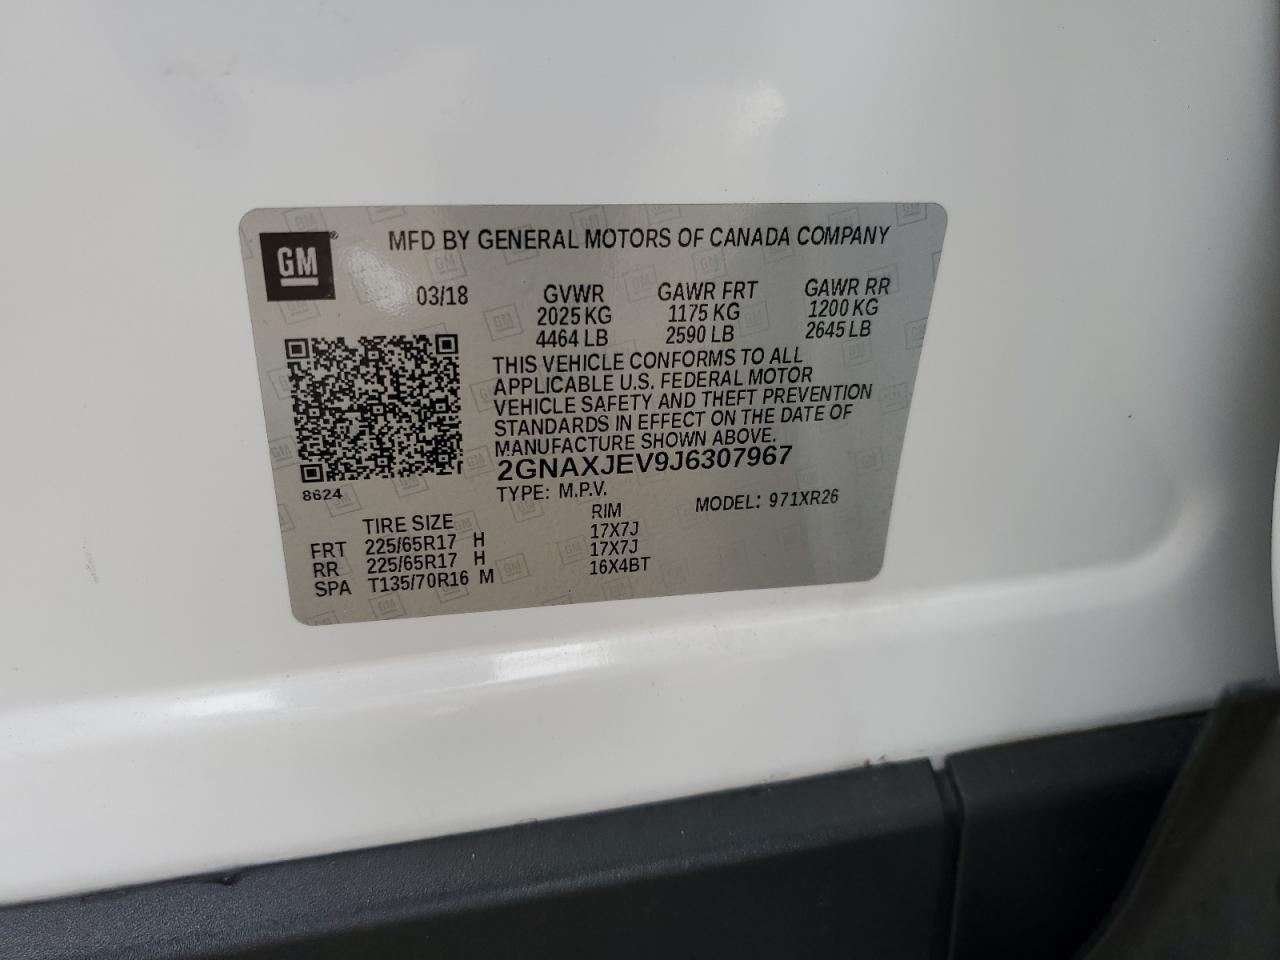 GM
MFD BY GENERAL MOTORS OF CANADA COMPANY
03/18 GVWR GAWR FRT GAWR RR
2025 KG 1175 KG 1200 KG
4464 LB 2590 LB 2645 LB
THIS VEHICLE CONFORMS TO ALL
APPLICABLE U.S. FEDERAL MOTOR
VEHICLE SAFETY AND THEFT PREVENTION
STANDARDS IN EFFECT ON THE DATE OF
MANUFACTURE SHOWN ABOVE.
2GNAXJEV9J6307967
8624
TYPE: M.P.V. MODEL: 971XR26
TIRE SIZE RIM
FRT 225/65R17 H 17X7J
RR 225/65R17 H 17X7J
SPA T135/70R16 M 16X4BT